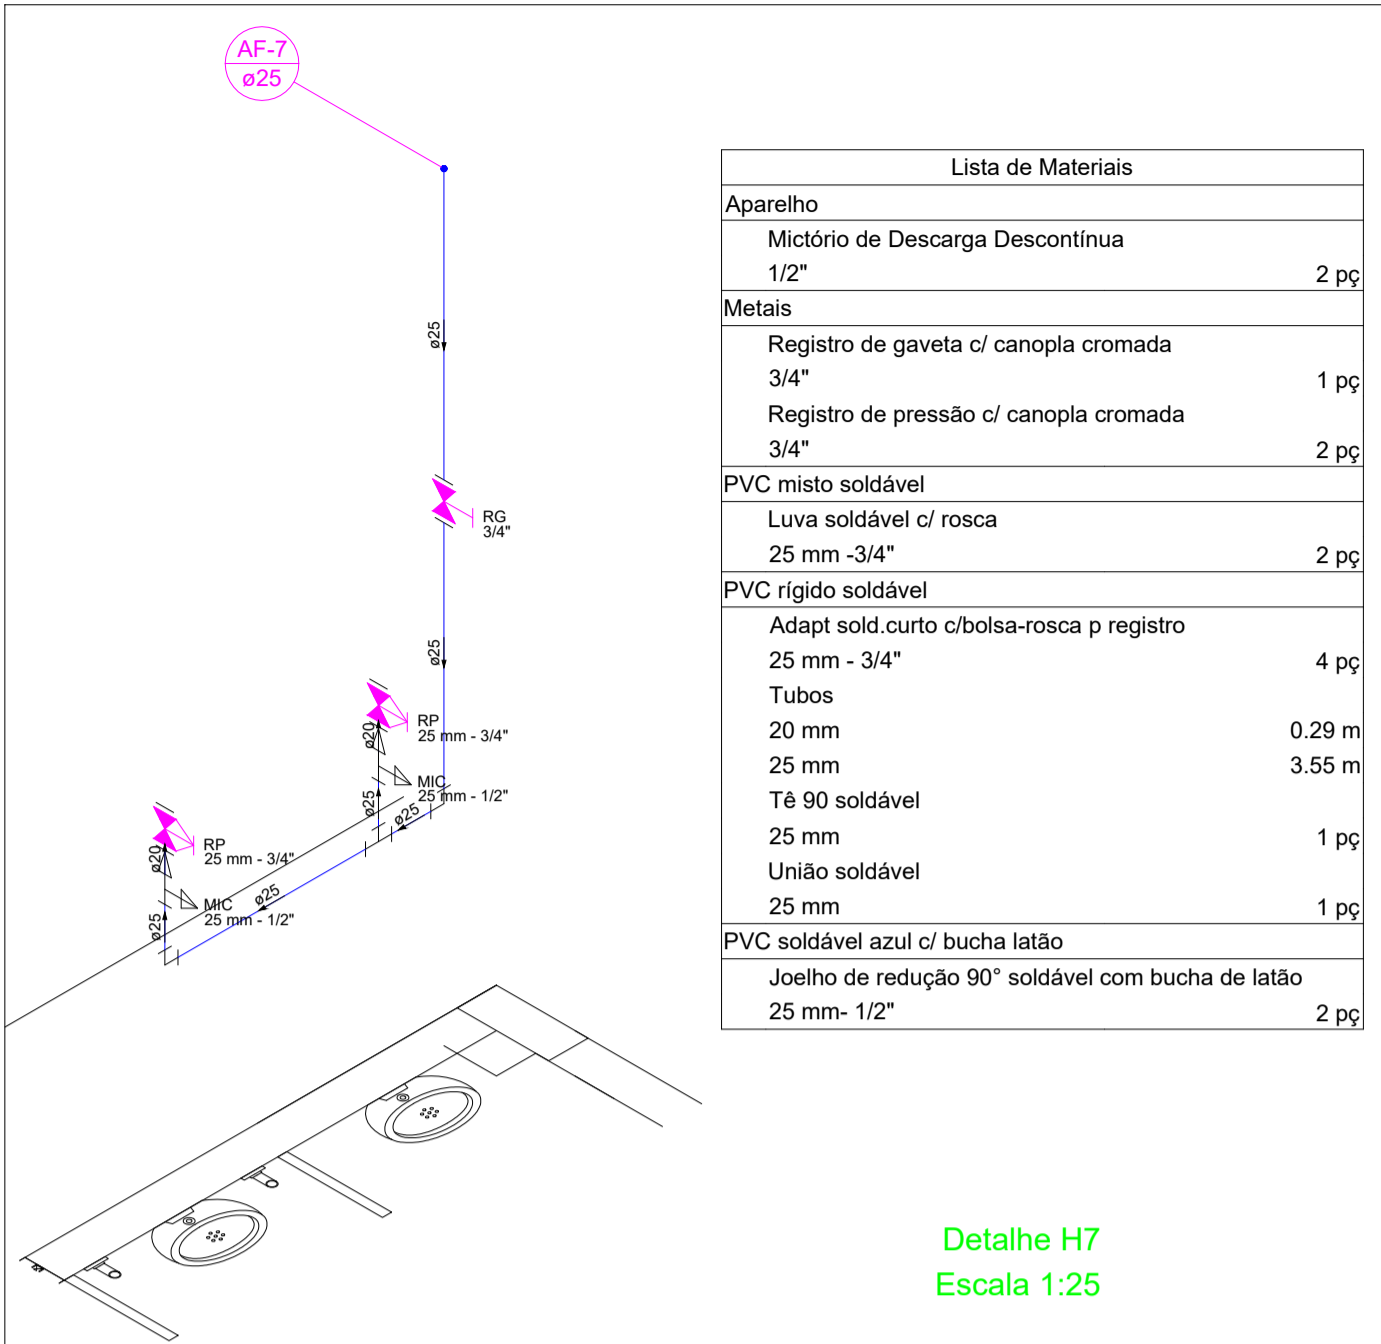 AF-7
ø25
ø25
RG
3/4"
ø25
RP
25 mm - 3/4"
ø20
MIC
25 mm - 1/2"
ø25
ø25
RP
25 mm - 3/4"
ø20
MIC
25 mm - 1/2"
ø25
ø25
Lista de Materiais
Aparelho
Mictório de Descarga Descontínua
1/2" 2 pç
Metais
Registro de gaveta c/ canopla cromada
3/4" 1 pç
Registro de pressão c/ canopla cromada
3/4" 2 pç
PVC misto soldável
Luva soldável c/ rosca
25 mm -3/4" 2 pç
PVC rígido soldável
Adapt sold.curto c/bolsa-rosca p registro
25 mm - 3/4" 4 pç
Tubos
20 mm 0.29 m
25 mm 3.55 m
Tê 90 soldável
25 mm 1 pç
União soldável
25 mm 1 pç
PVC soldável azul c/ bucha latão
Joelho de redução 90° soldável com bucha de latão
25 mm- 1/2" 2 pç
Detalhe H7
Escala 1:25